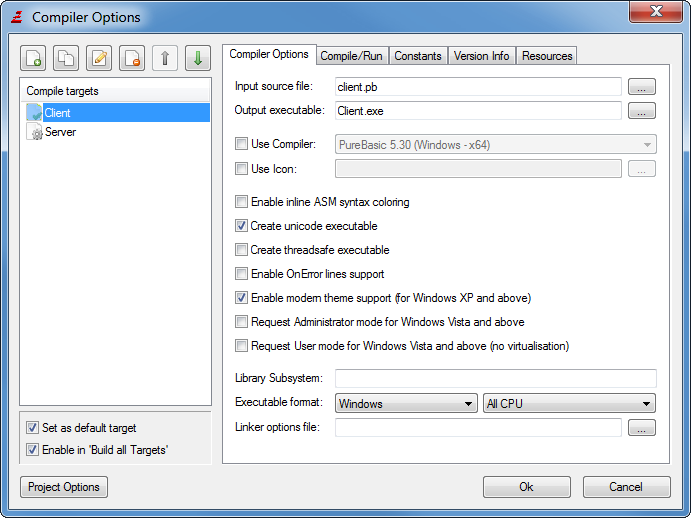 Compiler Options
Compile targets
Client
Server
Set as default target
Enable in 'Build all Targets'
Project Options
Compiler Options Compile/Run Constants Version Info Resources
Input source file: client.pb ...
Output executable: Client.exe ...
Use Compiler: PureBasic 5.30 (Windows - x64)
Use Icon: ...
Enable inline ASM syntax coloring
Create unicode executable
Create threadsafe executable
Enable OnError lines support
Enable modern theme support (for Windows XP and above)
Request Administrator mode for Windows Vista and above
Request User mode for Windows Vista and above (no virtualisation)
Library Subsystem:
Executable format: Windows All CPU
Linker options file: ...
Ok Cancel